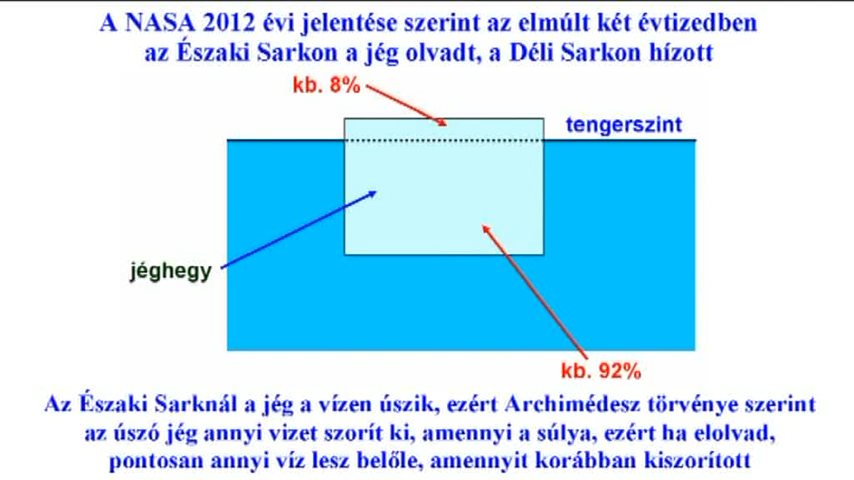 A NASA 2012 évi jelentése szerint az elmúlt két évtizedben
az Északi Sarkon a jég olvadt, a Déli Sarkon hízott
kb. 8%
tengerszint
jéghegy
kb. 92%
Az Északi Sarknál a jég a vízen úszik, ezért Archimédesz törvénye szerint
az úszó jég annyi vizet szorít ki, amennyi a súlya, ezért ha elolvad,
pontosan annyi víz lesz belőle, amennyit korábban kiszorított